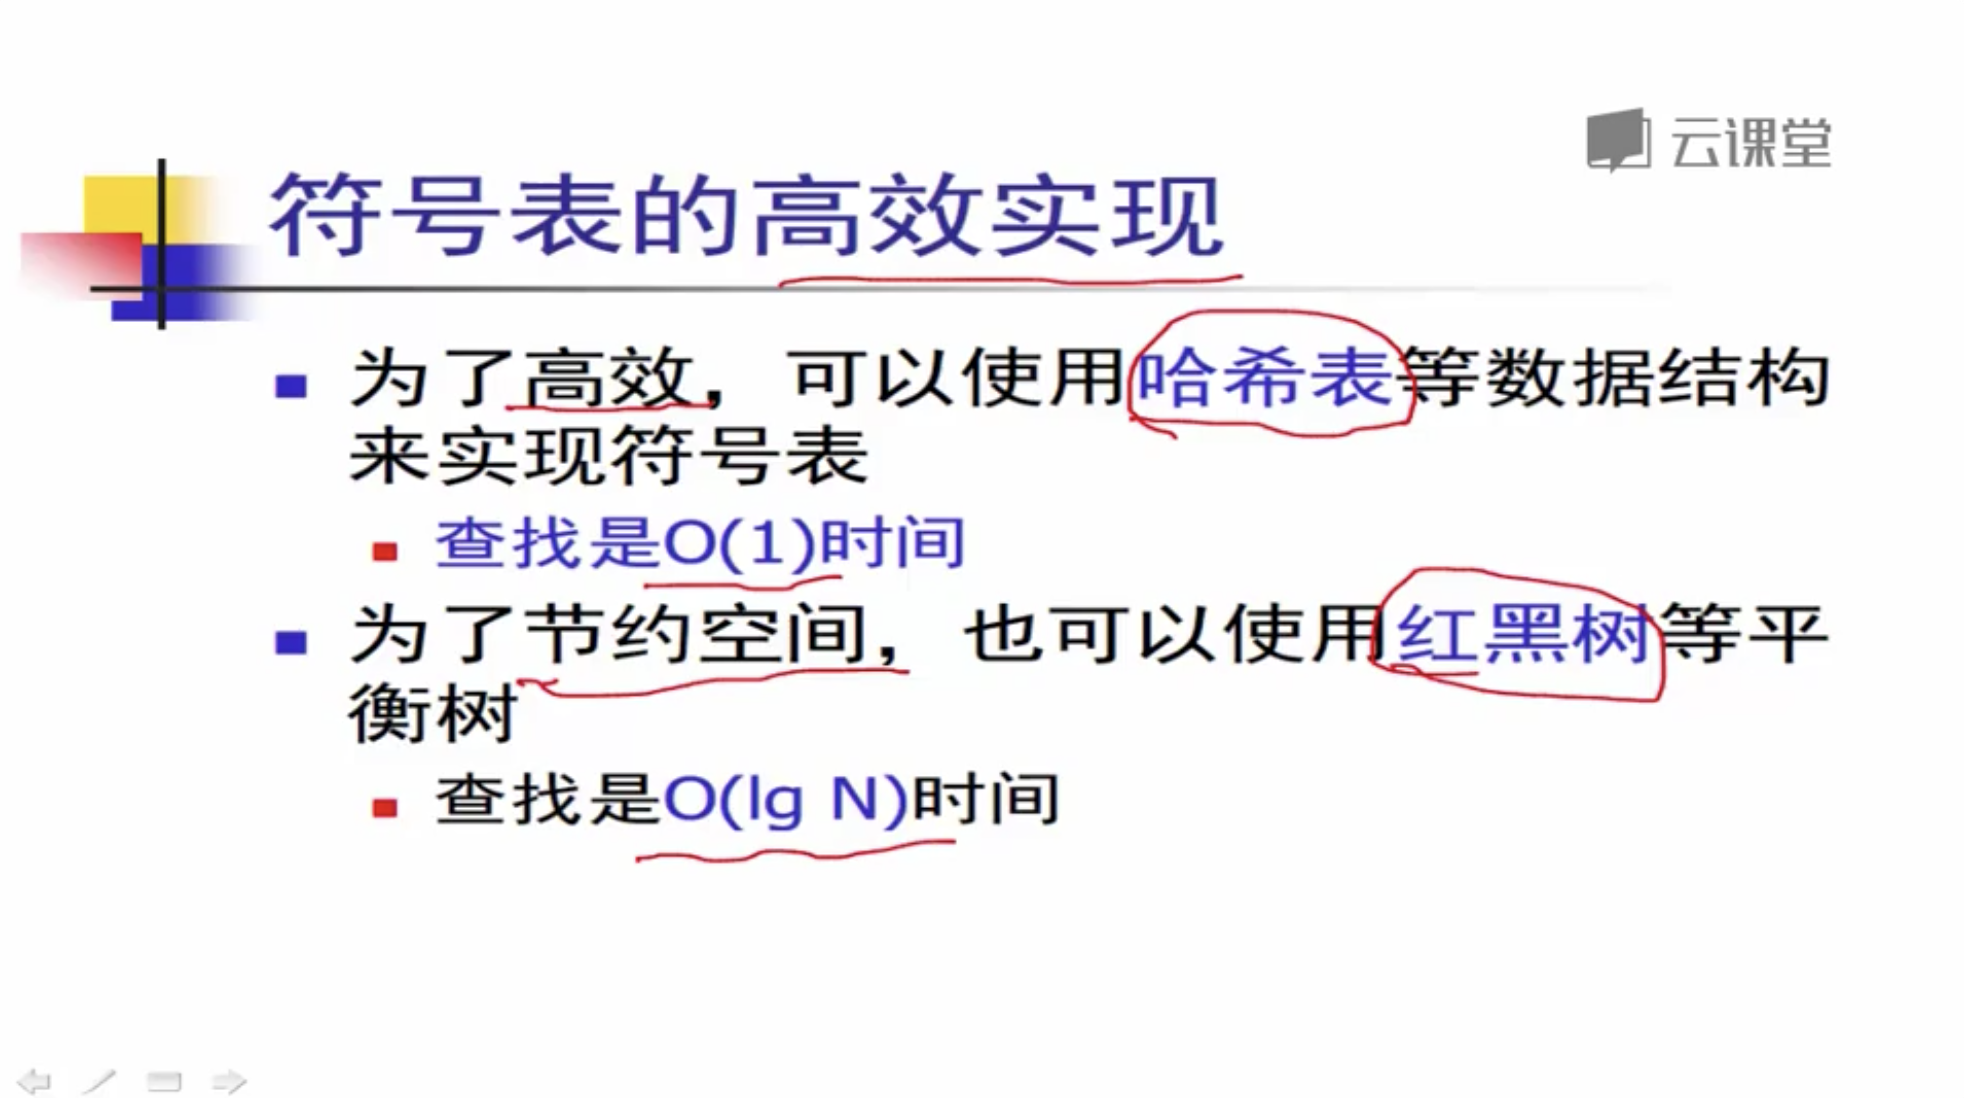 云课堂
符号表的高效实现
为了高效，可以使用哈希表等数据结构
来实现符号表
查找是O(1)时间
为了节约空间，也可以使用红黑树等平
衡树
查找是O(lg N)时间